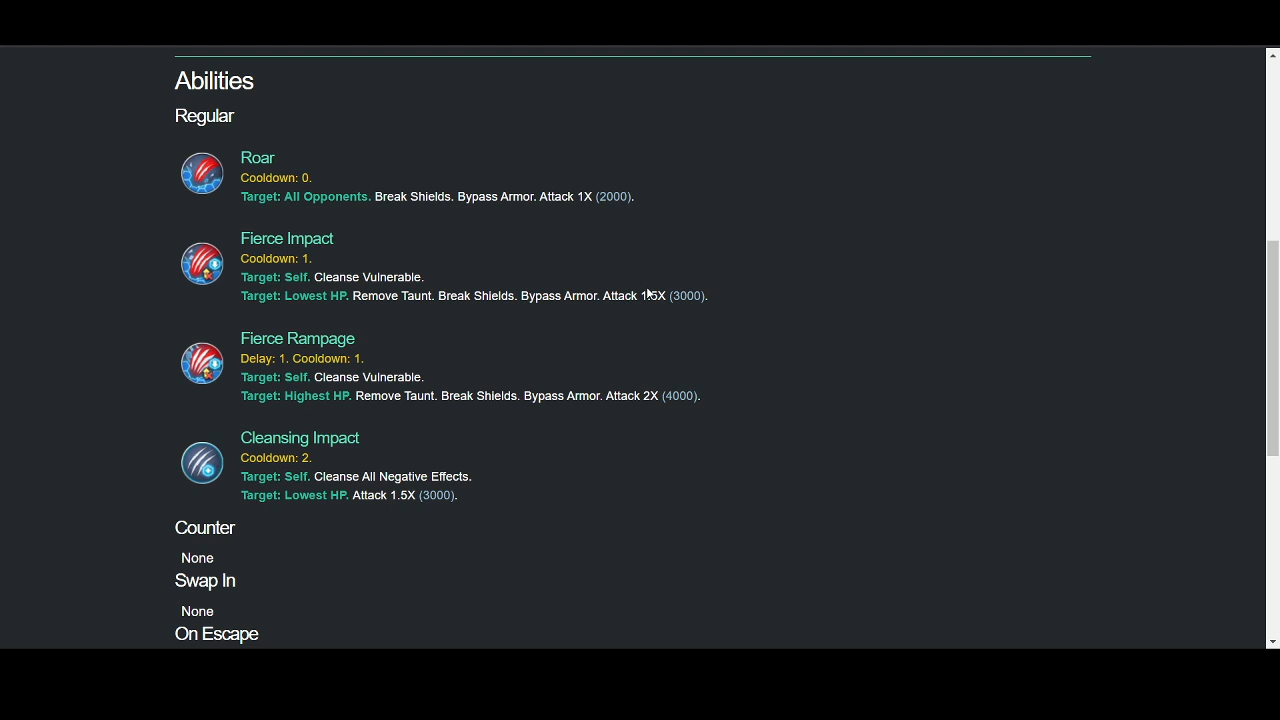 Abilities
Regular
Roar
Cooldown: 0.
Target: All Opponents. Break Shields. Bypass Armor. Attack 1X (2000).
Fierce Impact
Cooldown: 1.
Target: Self. Cleanse Vulnerable.
Target: Lowest HP. Remove Taunt. Break Shields. Bypass Armor. Attack 1.5X (3000).
Fierce Rampage
Delay: 1. Cooldown: 1.
Target: Self. Cleanse Vulnerable.
Target: Highest HP. Remove Taunt. Break Shields. Bypass Armor. Attack 2X (4000).
Cleansing Impact
Cooldown: 2.
Target: Self. Cleanse All Negative Effects.
Target: Lowest HP. Attack 1.5X (3000).
Counter
None
Swap In
None
On Escape